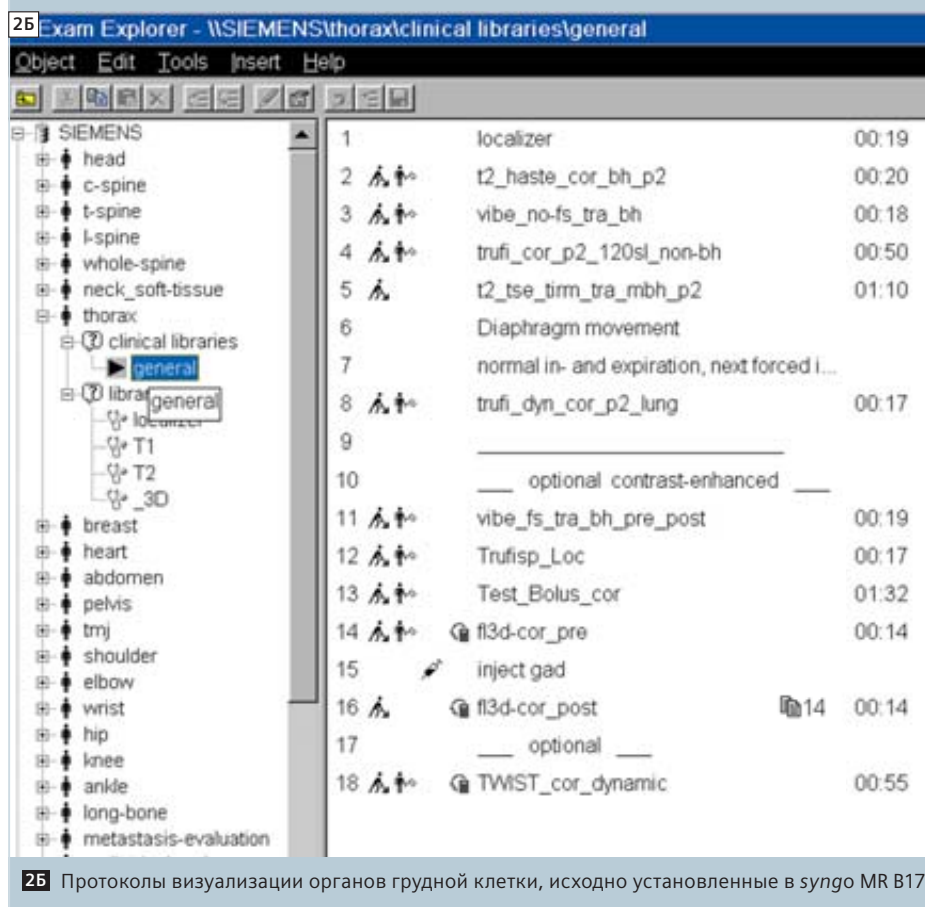 2Б
Exam Explorer - \\SIEMENS\thorax\clinical libraries\general
Object Edit Tools Insert Help
SIEMENS
head
c-spine
t-spine
l-spine
whole-spine
neck_soft-tissue
thorax
clinical libraries
general
librar
general
localizer
T1
T2
_3D
breast
heart
abdomen
pelvis
tmj
shoulder
elbow
wrist
hip
knee
ankle
long-bone
metastasis-evaluation
1 localizer 00:19
2 t2_haste_cor_bh_p2 00:20
3 vibe_no-fs_tra_bh 00:18
4 trufi_cor_p2_120sl_non-bh 00:50
5 t2_tse_tirm_tra_mbh_p2 01:10
6 Diaphragm movement
7 normal in- and expiration, next forced i...
8 trufi_dyn_cor_p2_lung 00:17
9 ____________________
10 ___ optional contrast-enhanced ___
11 vibe_fs_tra_bh_pre_post 00:19
12 Trufisp_Loc 00:17
13 Test_Bolus_cor 01:32
14 fl3d-cor_pre 00:14
15 inject gad
16 fl3d-cor_post 14 00:14
17 ___ optional ___
18 TWIST_cor_dynamic 00:55
2Б Протоколы визуализации органов грудной клетки, исходно установленные в syngo MR B17